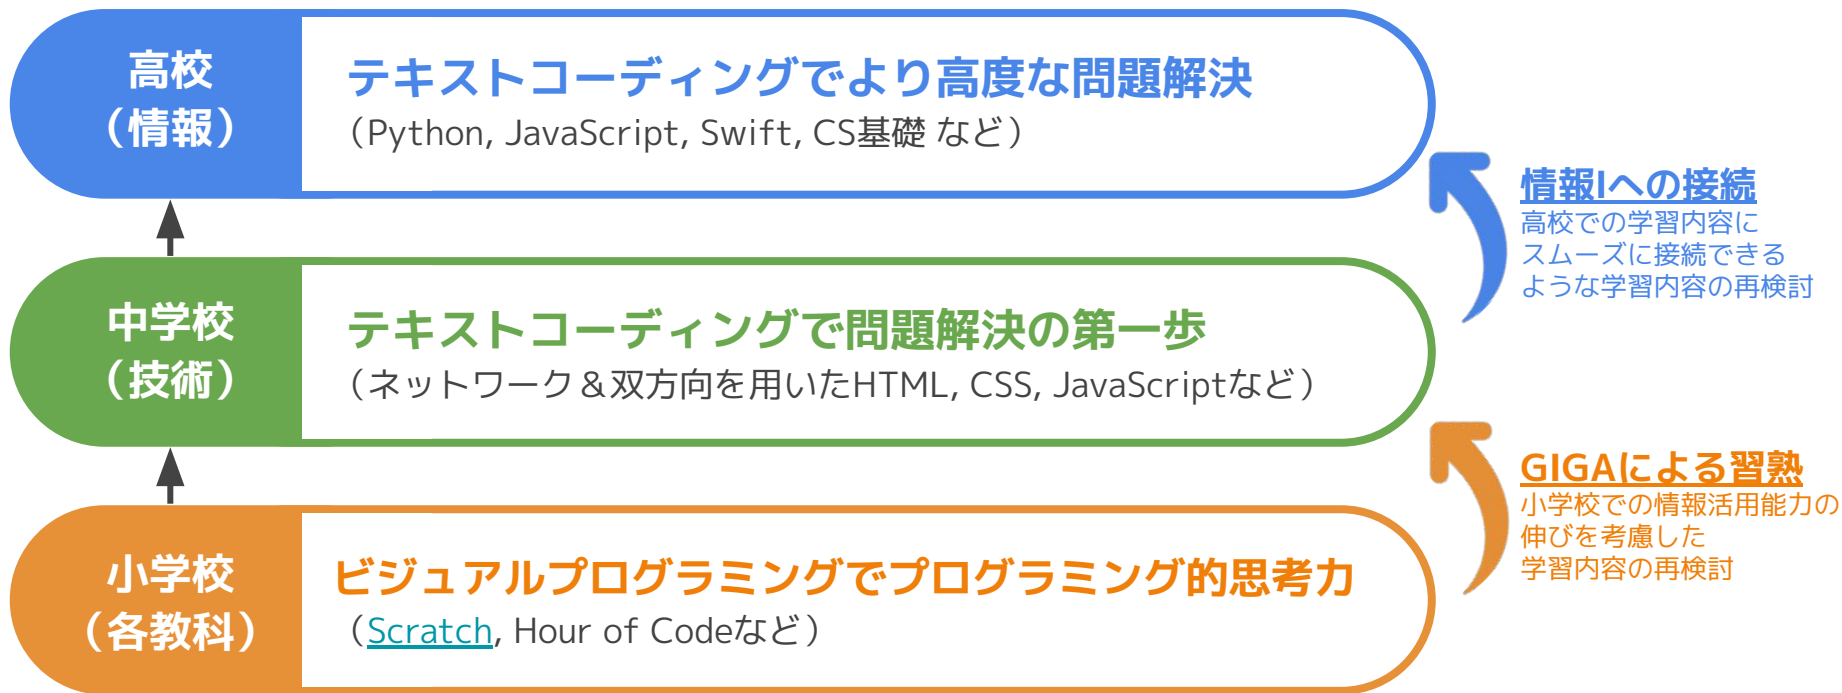 高校
（情報）
テキストコーディングでより高度な問題解決
（Python, JavaScript, Swift, CS基礎 など）
情報Iへの接続
高校での学習内容に
スムーズに接続できる
ような学習内容の再検討
中学校
（技術）
テキストコーディングで問題解決の第一歩
（ネットワーク＆双方向を用いたHTML, CSS, JavaScriptなど）
GIGAによる習熟
小学校での情報活用能力の
伸びを考慮した
学習内容の再検討
小学校
（各教科）
ビジュアルプログラミングでプログラミング的思考力
（Scratch, Hour of Codeなど）